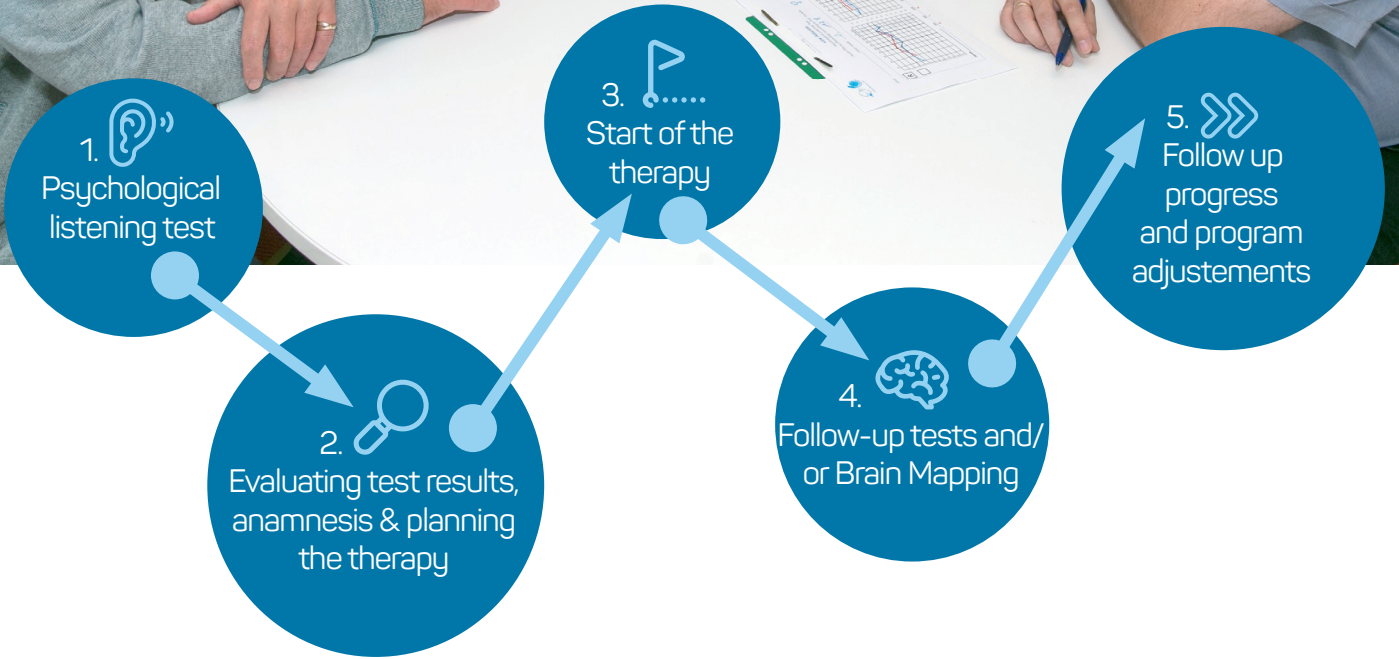 1.
Psychological
listening test
2.
Evaluating test results,
anamnesis & planning
the therapy
3.
Start of the
therapy
4.
Follow-up tests and/
or Brain Mapping
5.
Follow up
progress
and program
adjustements